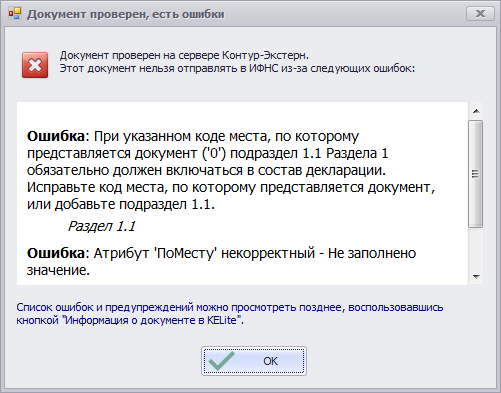 Документ проверен, есть ошибки
Документ проверен на сервере Контур-Экстерн.
Этот документ нельзя отправлять в ИФНС из-за следующих ошибок:
Ошибка: При указанном коде места, по которому
представляется документ ('0') подраздел 1.1 Раздела 1
обязательно должен включаться в состав декларации.
Исправьте код места, по которому представляется документ,
или добавьте подраздел 1.1.
Раздел 1.1
Ошибка: Атрибут 'ПоМесту' некорректный - Не заполнено
значение.
Список ошибок и предупреждений можно просмотреть позднее, воспользовавшись
кнопкой "Информация о документе в KELite".
OK